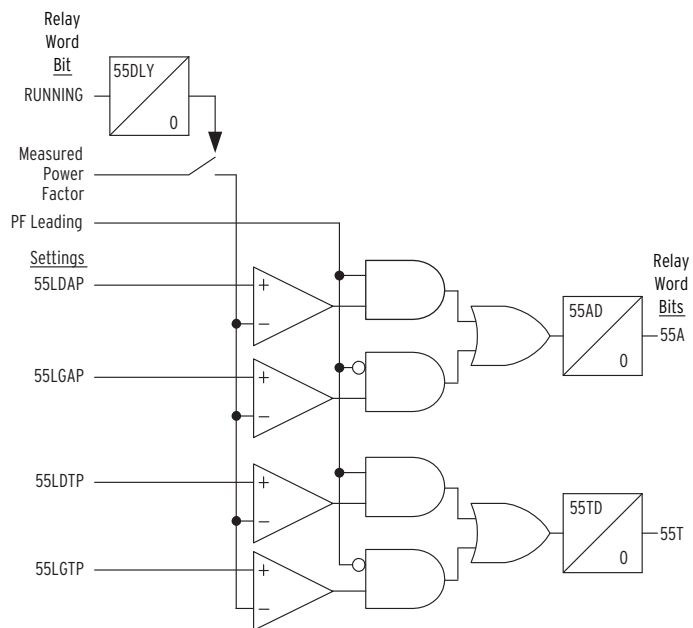 Relay
Word
Bit
RUNNING
55DLY
0
Measured
Power
Factor
PF Leading
Settings
55LDAP
+
−
55LGAP
+
−
55LDTP
+
−
55LGTP
+
−
Relay
Word
Bits
55AD
0
55A
55TD
0
55T